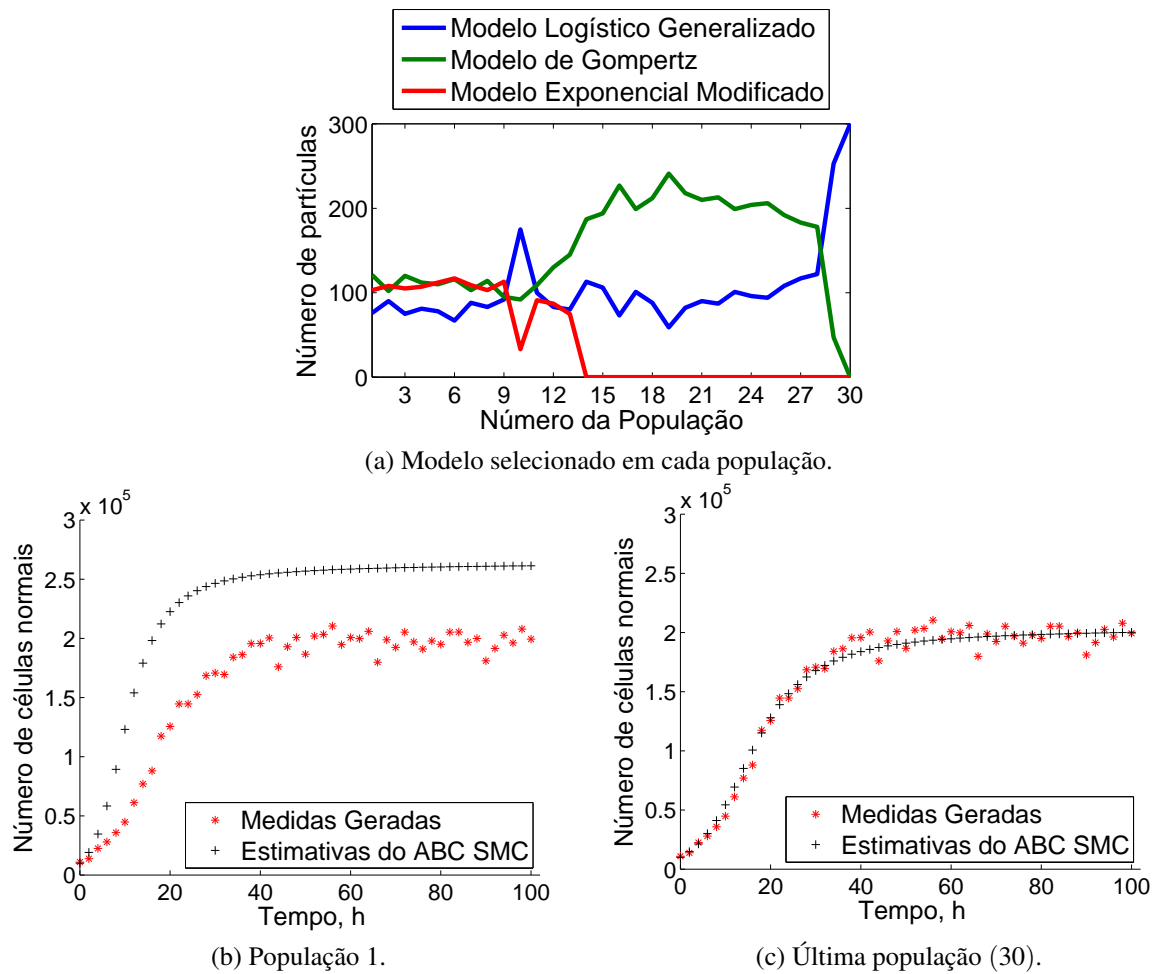 Modelo Logístico Generalizado
Modelo de Gompertz
Modelo Exponencial Modificado
300
200
100
0
Número de partículas
3 6 9 12 15 18 21 24 27 30
Número da População
(a) Modelo selecionado em cada população.
x 10^5
3
2.5
2
1.5
1
0.5
0
Número de células normais
0 20 40 60 80 100
Tempo, h
Medidas Geradas
Estimativas do ABC SMC
(b) População 1.
x 10^5
3
2.5
2
1.5
1
0.5
0
Número de células normais
0 20 40 60 80 100
Tempo, h
Medidas Geradas
Estimativas do ABC SMC
(c) Última população (30).